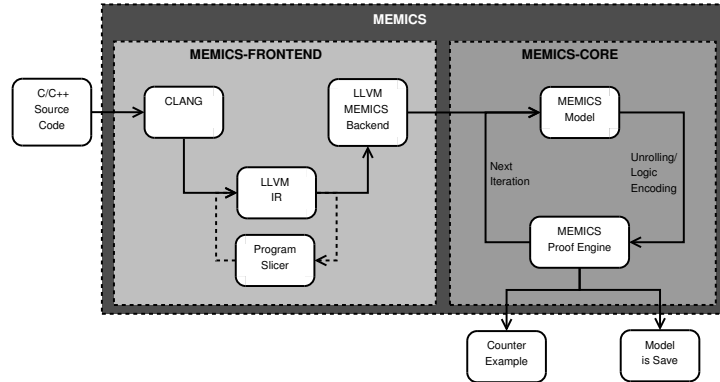 MEMICS
MEMICS-FRONTEND
MEMICS-CORE
C/C++
Source
Code
CLANG
LLVM
MEMICS
Backend
MEMICS
Model
LLVM
IR
Next
Iteration
Unrolling/
Logic
Encoding
Program
Slicer
MEMICS
Proof Engine
Counter
Example
Model
is Save